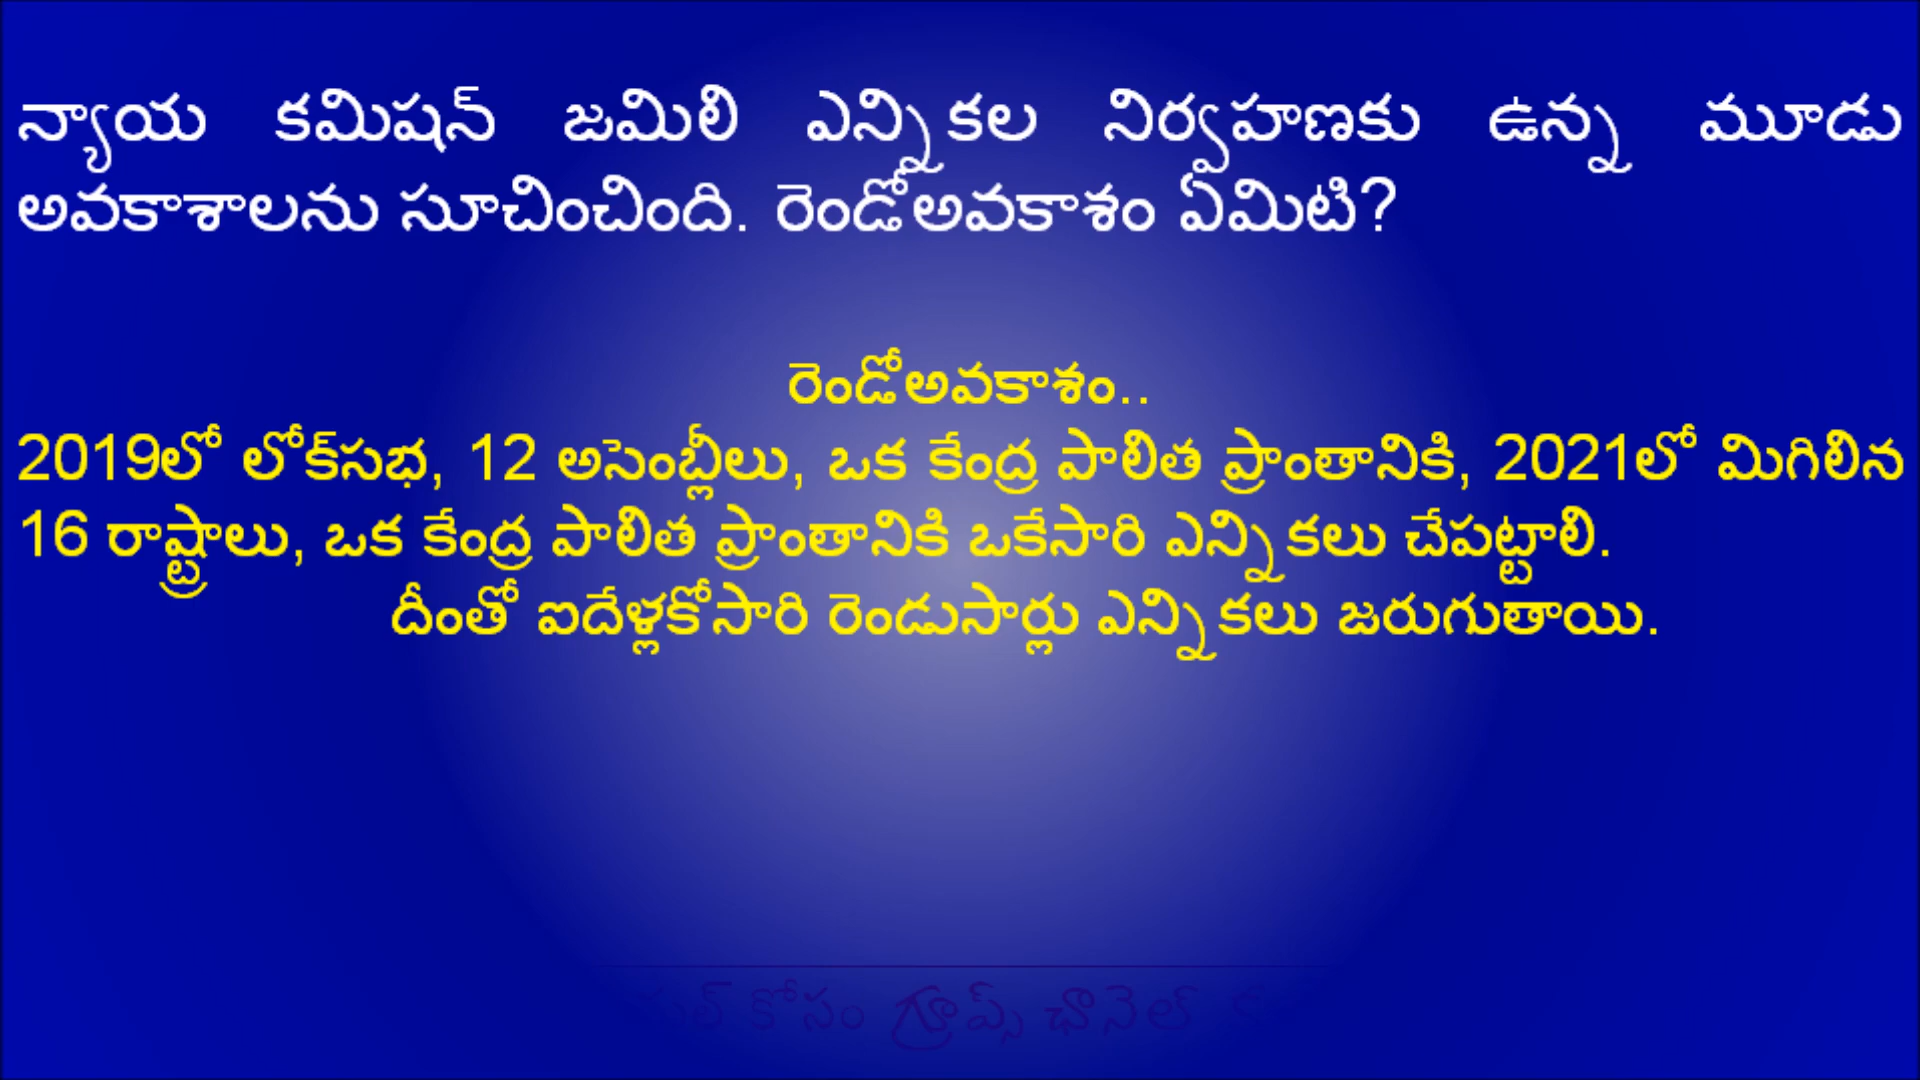 న్యాయ కమిషన్ జమిలి ఎన్నికల నిర్వహణకు ఉన్న మూడు
అవకాశాలను సూచించింది. రెండోఅవకాశం ఏమిటి?
రెండోఅవకాశం..
2019లో లోక్‌సభ, 12 అసెంబ్లీలు, ఒక కేంద్ర పాలిత ప్రాంతానికి, 2021లో మిగిలిన
16 రాష్ట్రాలు, ఒక కేంద్ర పాలిత ప్రాంతానికి ఒకేసారి ఎన్నికలు చేపట్టాలి.
దీంతో ఐదేళ్లకోసారి రెండుసార్లు ఎన్నికలు జరుగుతాయి.
కోసం గ్రూప్స్ ఛానెల్